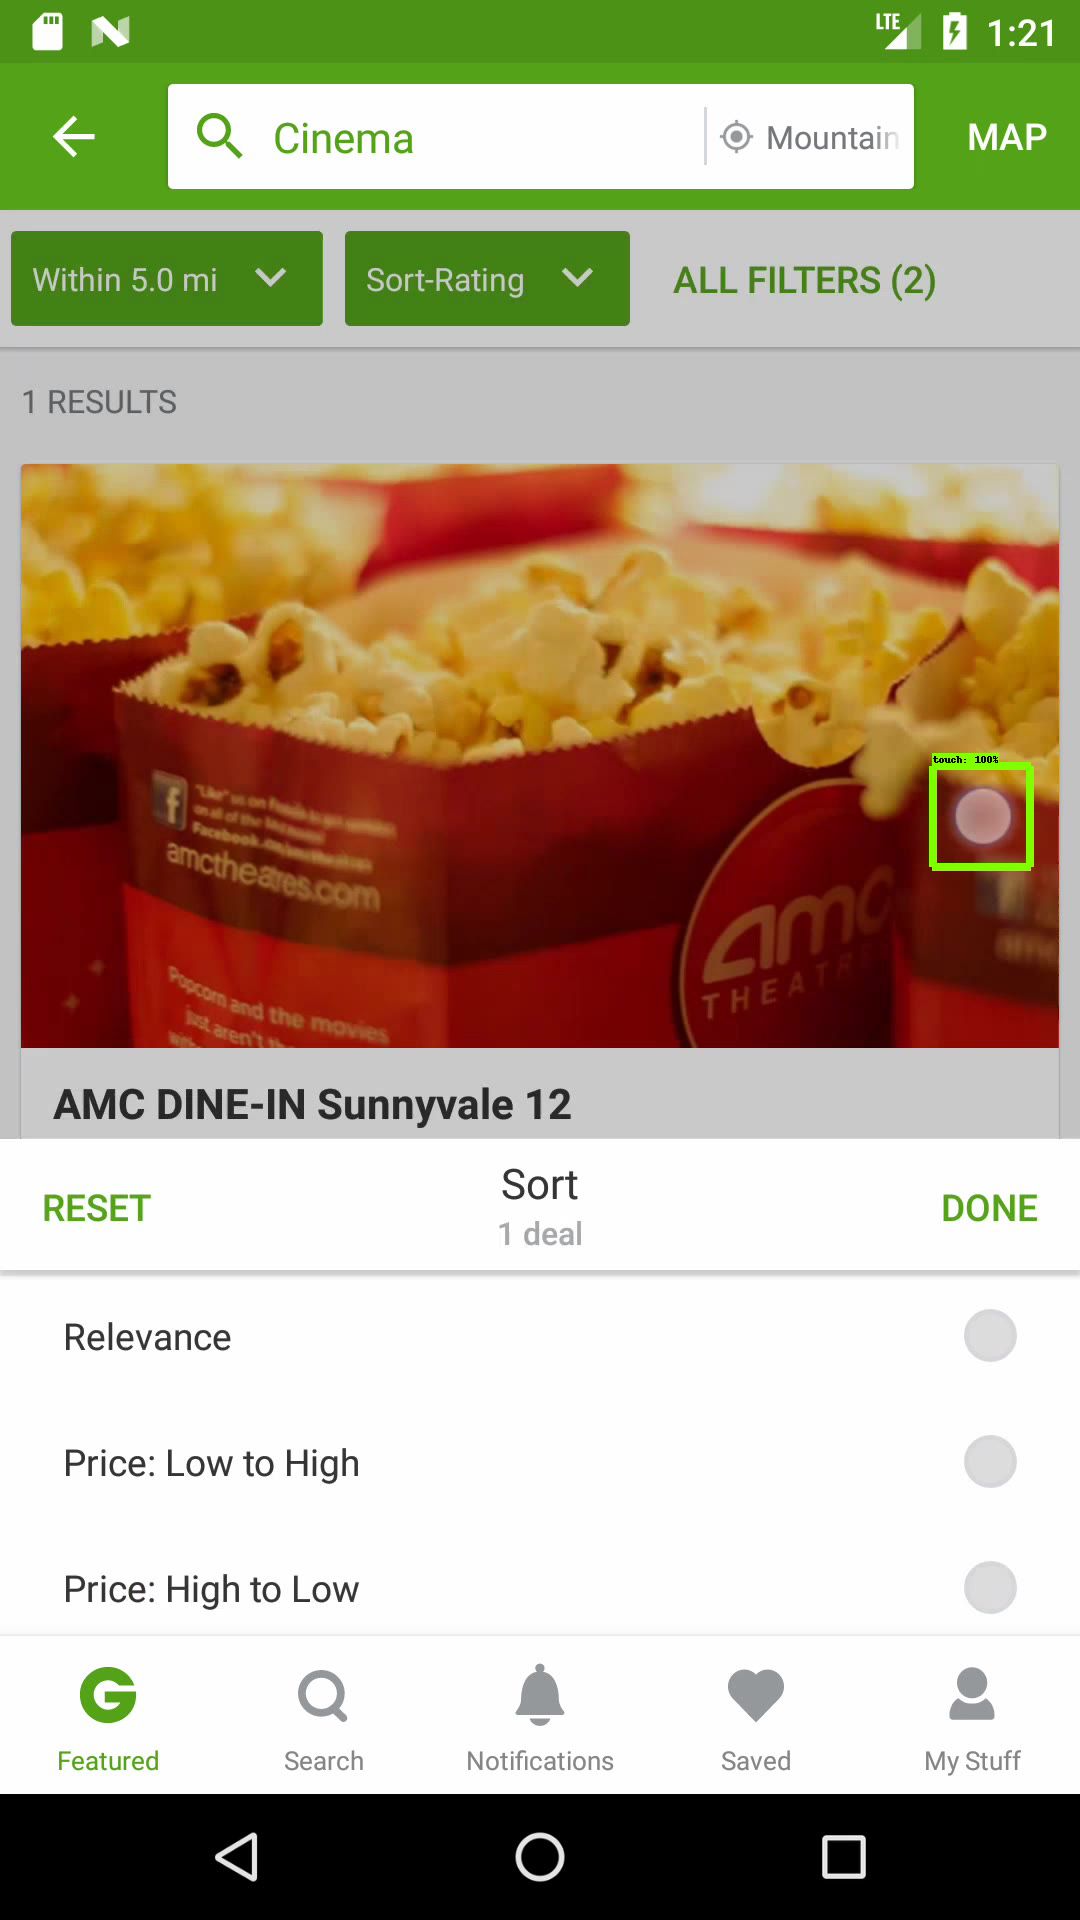 LTE 1:21
Cinema Mountain MAP
Within 5.0 mi Sort-Rating ALL FILTERS (2)
1 RESULTS
touch: 100%
"Like" us on
Facebook
amctheatres.com
amc
THEATRE
Popcorn and the movies
just aren't
AMC DINE-IN Sunnyvale 12
RESET Sort DONE
1 deal
Relevance
Price: Low to High
Price: High to Low
Featured Search Notifications Saved My Stuff